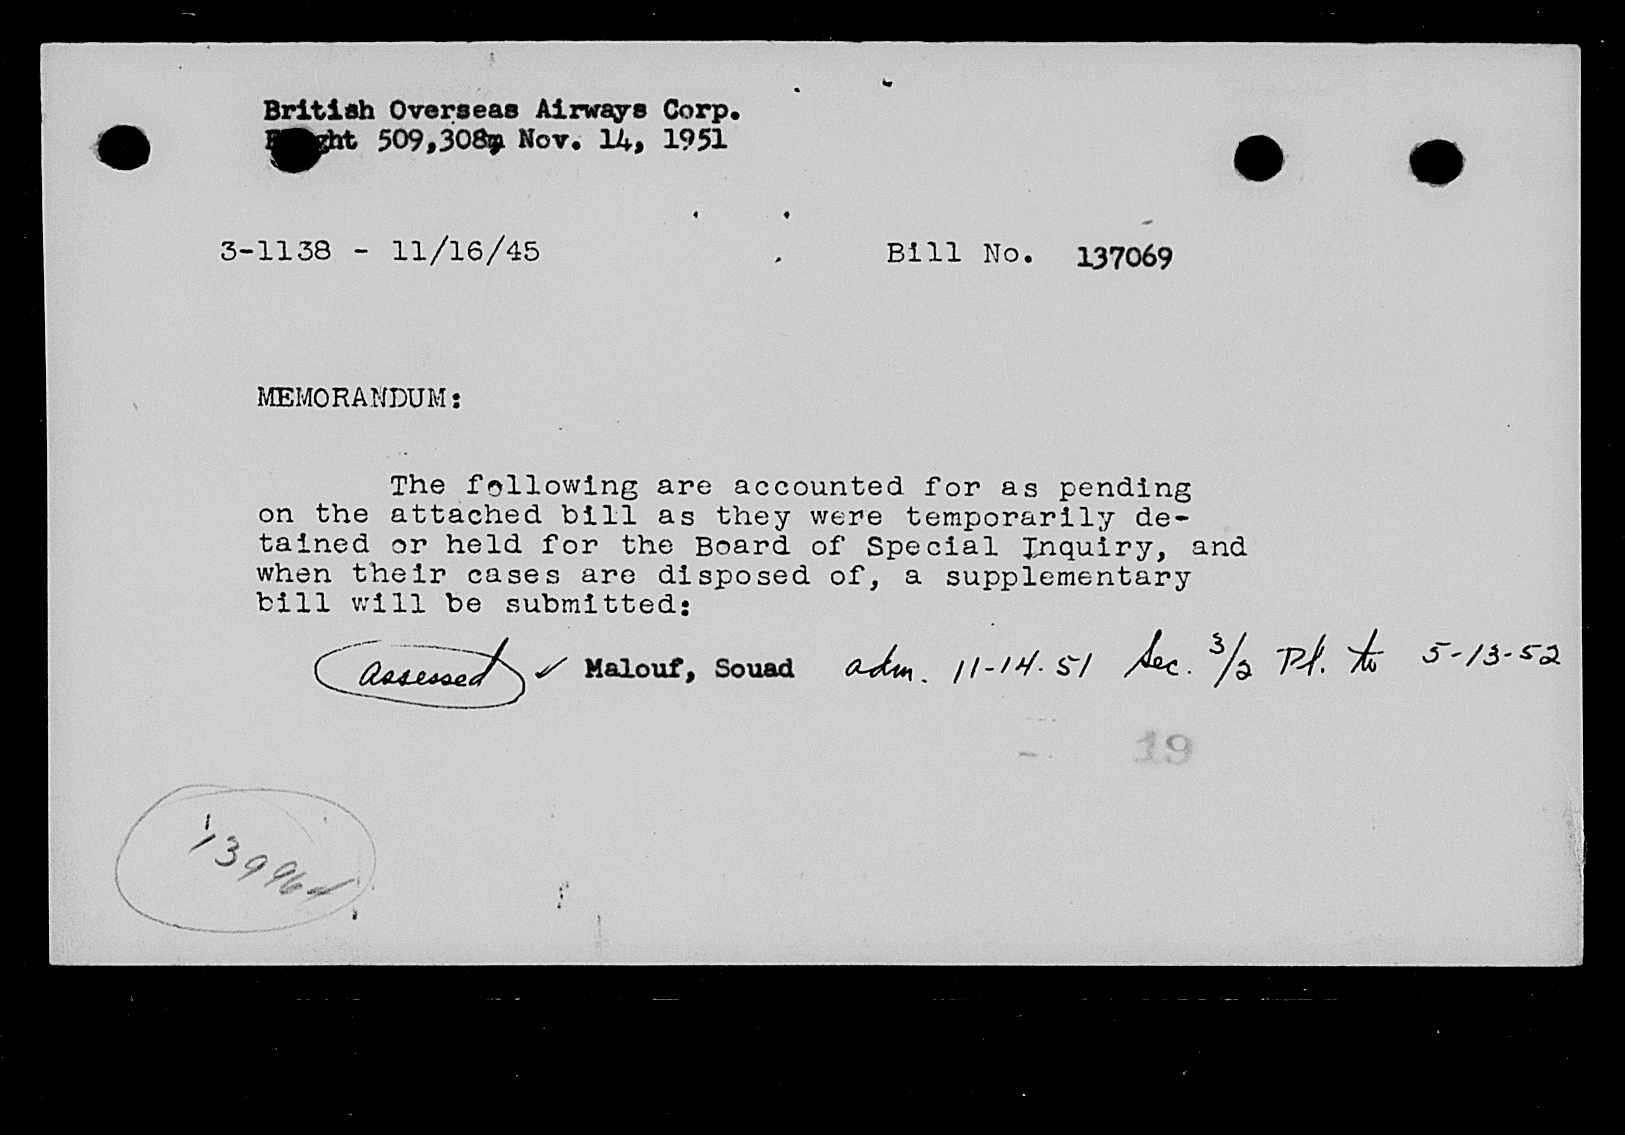 British Overseas Airways Corp.
509,308, Nov. 14, 1951
3-1138 - 11/16/45 Bill No. 137069
MEMORANDUM:
The following are accounted for as pending
on the attached bill as they were temporarily de-
tained or held for the Board of Special Inquiry, and
when their cases are disposed of, a supplementary
bill will be submitted:
assessed ✓ Malouf, Souad adm. 11-14-51 Sec. 3/2 to 5-13-52
19